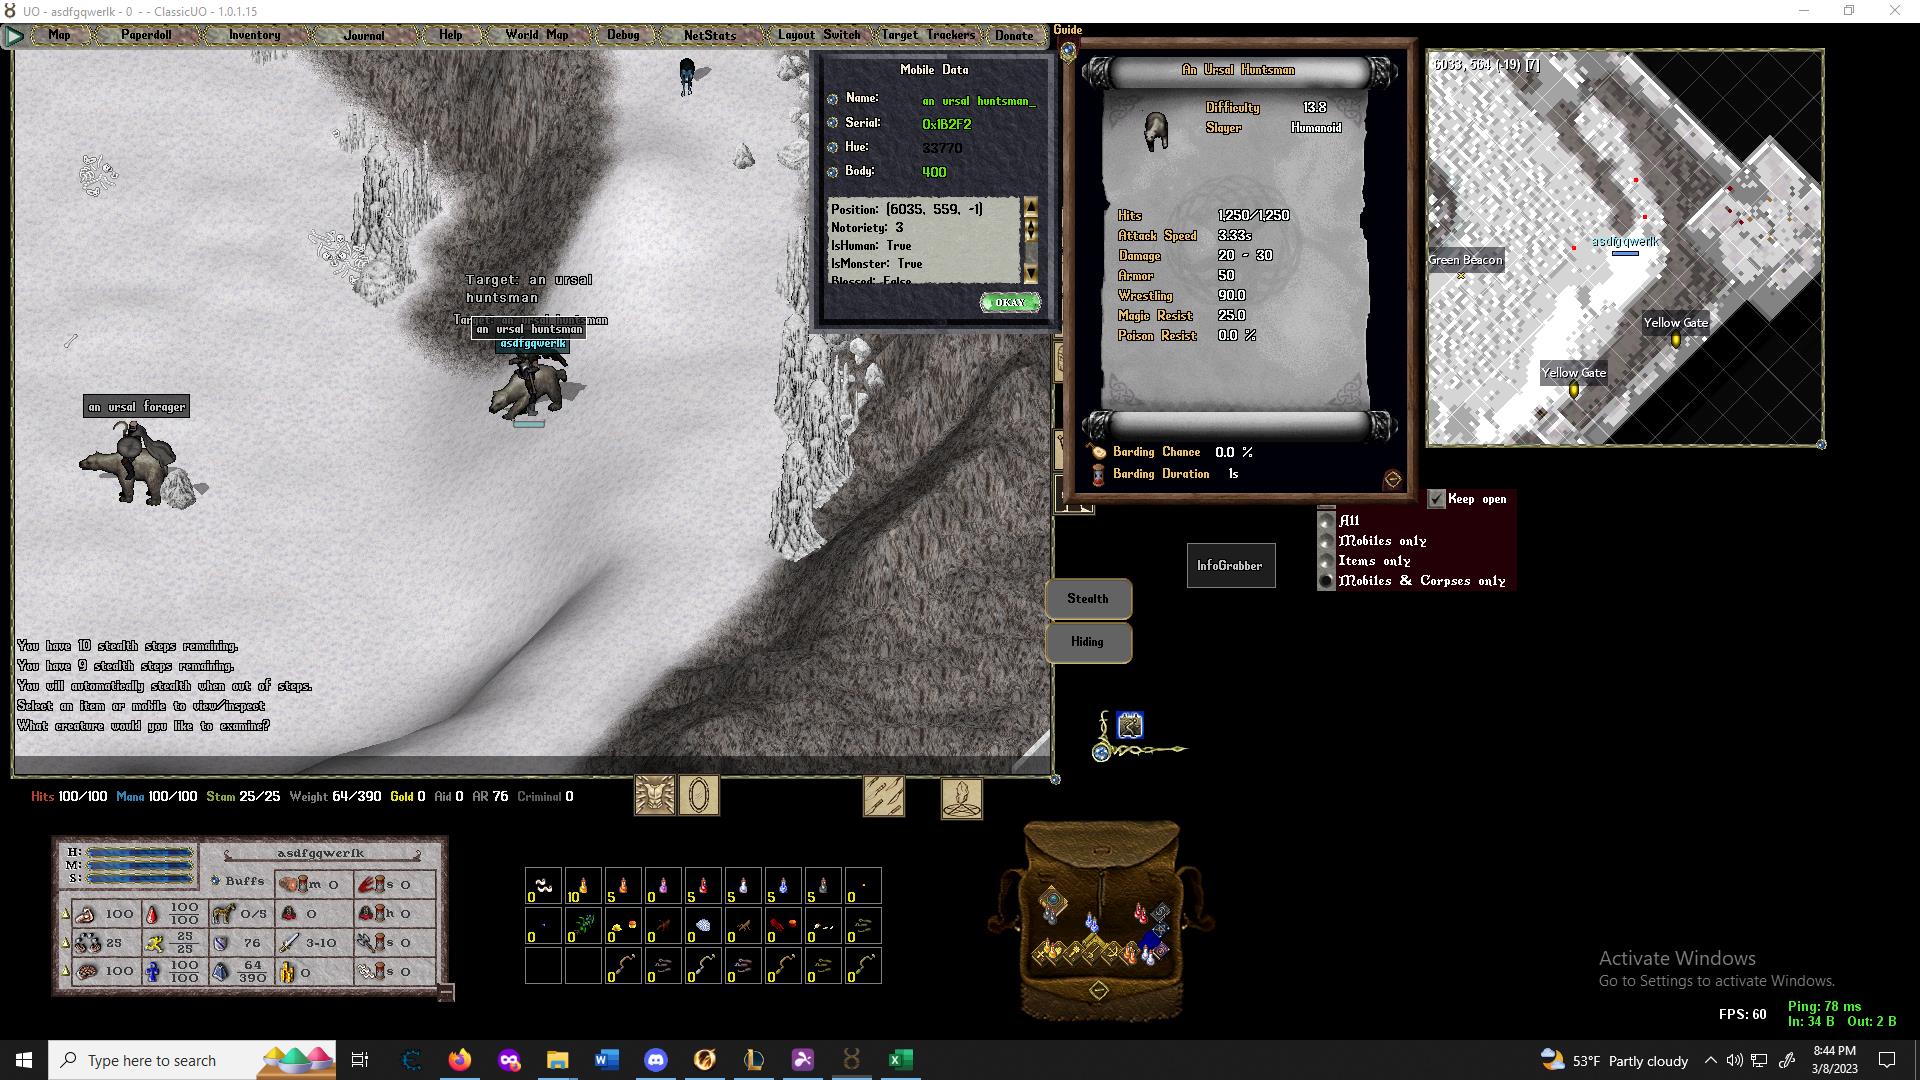 UO - asdfgqwerlk - 0 - - ClassicUO - 1.0.1.15
Map Paperdoll Inventory Journal Help World Map Debug NetStats Layout Switch Target Trackers Donate
Guide
Mobile Data
Name: an ursal huntsman_
Serial: 0x1B2F2
Hue: 33770
Body: 400
Position: (6035, 559, -1)
Notoriety: 3
IsHuman: True
IsMonster: True
Blessed: False
OKAY
An Ursal Huntsman
Difficulty 13.8
Slayer Humanoid
Hits 1,250/1,250
Attack Speed 3.33s
Damage 20 - 30
Armor 50
Wrestling 90.0
Magic Resist 25.0
Poison Resist 0.0 %
Barding Chance 0.0 %
Barding Duration 1s
6033, 564 (-19) [7]
asdfgqwerlk
Green Beacon
Yellow Gate
Yellow Gate
Target: an ursal
huntsman
Target: an ursal huntsman
an ursal huntsman
asdfgqwerlk
an ursal forager
Keep open
All
Mobiles only
Items only
Mobiles & Corpses only
InfoGrabber
Stealth
Hiding
You have 10 stealth steps remaining.
You have 9 stealth steps remaining.
You will automatically stealth when out of steps.
Select an item or mobile to view/inspect
What creature would you like to examine?
Hits 100/100 Mana 100/100 Stam 25/25 Weight 64/390 Gold 0 Aid 0 AR 76 Criminal 0
H:
M:
S:
asdfgqwerlk
Buffs m 0 s 0
100 100 100 0/5 0 h 0
25 25 25 76 3-10 s 0
100 100 100 64 390 0 s 0
0 10 5 0 5 5 5 5 0
0 0 0 0 0 0 0 0 0
0 0 0 0 0 0 0
Activate Windows
Go to Settings to activate Windows.
FPS: 60
Ping: 78 ms
In: 34 B Out: 2 B
Type here to search
53°F Partly cloudy
8:44 PM
3/8/2023